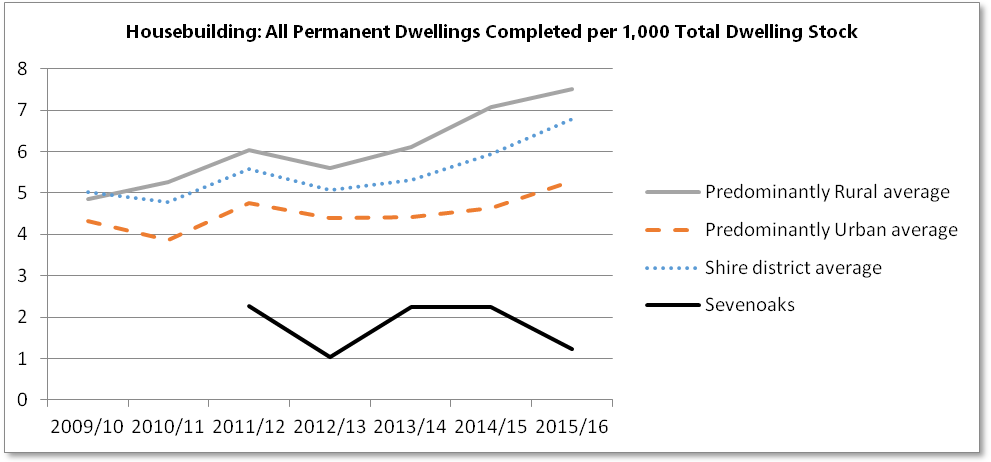 Housebuilding: All Permanent Dwellings Completed per 1,000 Total Dwelling Stock
8
7
6
5
4
3
2
1
0
2009/10 2010/11 2011/12 2012/13 2013/14 2014/15 2015/16
Predominantly Rural average
Predominantly Urban average
Shire district average
Sevenoaks